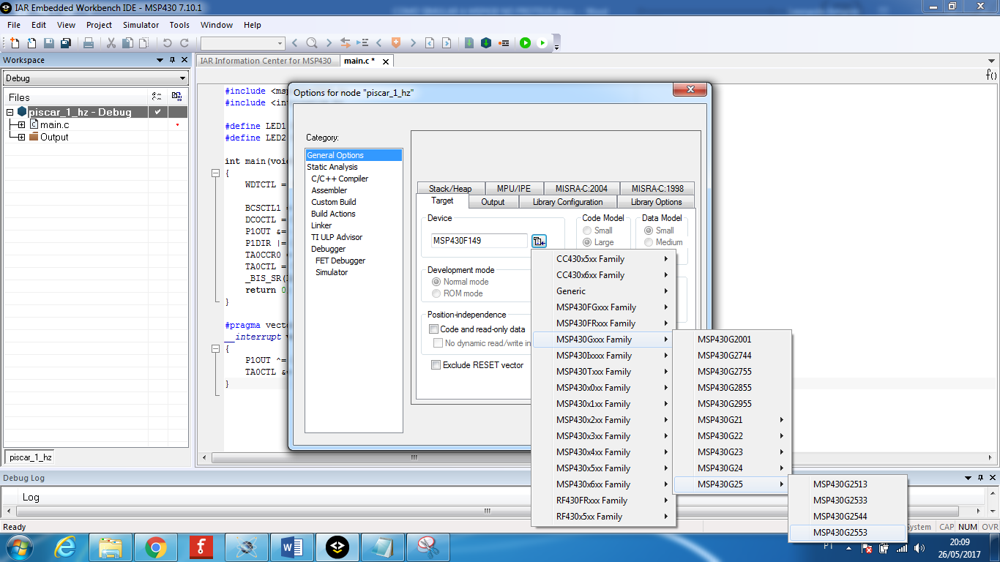 IAR Embedded Workbench IDE - MSP430 7.10.1
File Edit View Project Simulator Tools Window Help
Workspace
IAR Information Center for MSP430
main.c *
Debug
f()
Files
piscar_1_hz - Debug
main.c
Output
#include <ms
#include <in
#define LED1
#define LED2
int main(voi
{
WDTCTL =
BCSCTL1
DCOCTL =
P1OUT &=
P1DIR |=
TA0CCR0
TA0CTL =
_BIS_SR(
return 0
}
#pragma vect
__interrupt
{
P1OUT ^=
TA0CTL &
}
Options for node "piscar_1_hz"
Category:
General Options
Static Analysis
C/C++ Compiler
Assembler
Custom Build
Build Actions
Linker
TI ULP Advisor
Debugger
FET Debugger
Simulator
Stack/Heap MPU/IPE MISRA-C:2004 MISRA-C:1998
Target Output Library Configuration Library Options
Device
MSP430F149
Code Model
Small
Large
Data Model
Small
Medium
Development mode
Normal mode
ROM mode
Position-independence
Code and read-only data
No dynamic read/write in
Exclude RESET vector
CC430x5xx Family
CC430x6xx Family
Generic
MSP430FGxxx Family
MSP430FRxxx Family
MSP430Gxxx Family
MSP430Ixxxx Family
MSP430Txxx Family
MSP430x0xx Family
MSP430x1xx Family
MSP430x2xx Family
MSP430x3xx Family
MSP430x4xx Family
MSP430x5xx Family
MSP430x6xx Family
RF430FRxxx Family
RF430x5xx Family
MSP430G2001
MSP430G2744
MSP430G2755
MSP430G2855
MSP430G2955
MSP430G21
MSP430G22
MSP430G23
MSP430G24
MSP430G25
MSP430G2513
MSP430G2533
MSP430G2544
MSP430G2553
piscar_1_hz
Debug Log
Log
Ready
System CAP NUM OVR
PT
20:09
26/05/2017